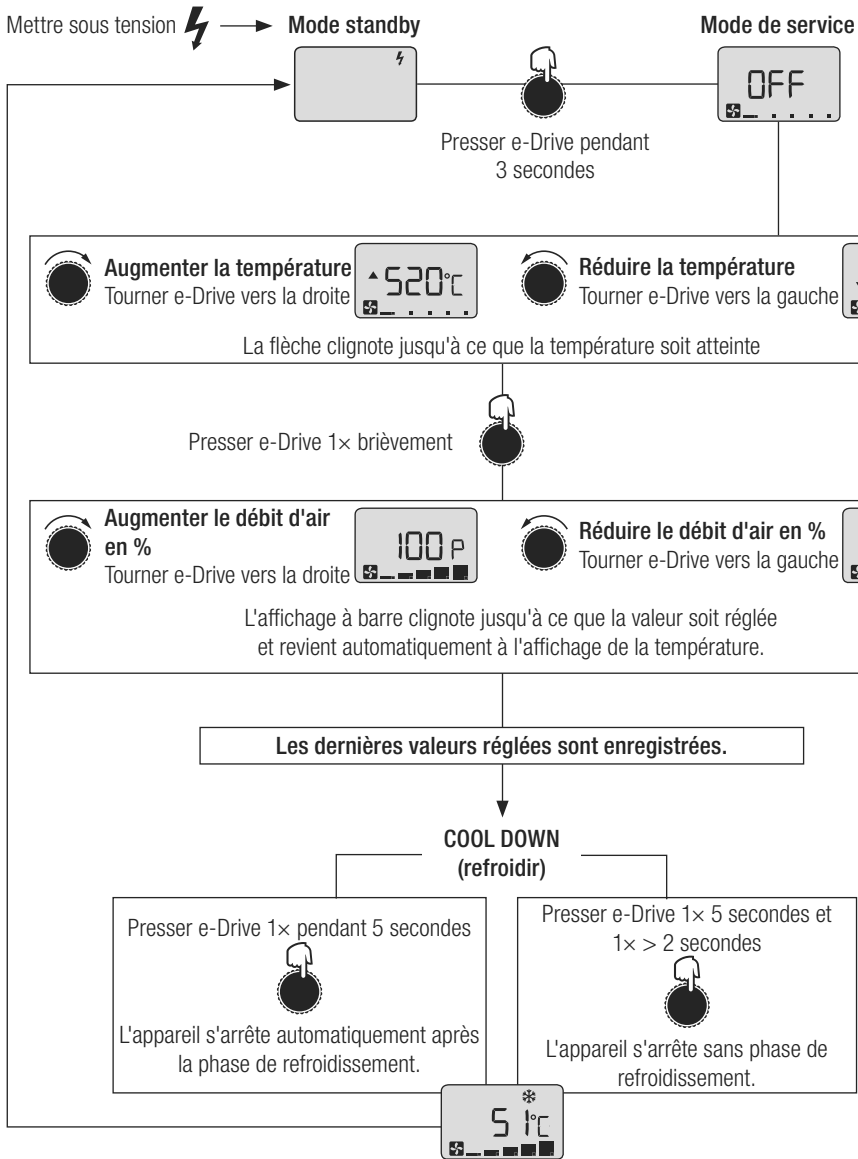 Mettre sous tension
Mode standby
Mode de service
OFF
Presser e-Drive pendant
3 secondes
Augmenter la température
Tourner e-Drive vers la droite
520°C
Réduire la température
Tourner e-Drive vers la gauche
La flèche clignote jusqu'à ce que la température soit atteinte
Presser e-Drive 1× brièvement
Augmenter le débit d'air
en %
Tourner e-Drive vers la droite
100 P
Réduire le débit d'air en %
Tourner e-Drive vers la gauche
L'affichage à barre clignote jusqu'à ce que la valeur soit réglée
et revient automatiquement à l'affichage de la température.
Les dernières valeurs réglées sont enregistrées.
COOL DOWN
(refroidir)
Presser e-Drive 1× pendant 5 secondes
L'appareil s'arrête automatiquement après
la phase de refroidissement.
Presser e-Drive 1× 5 secondes et
1× > 2 secondes
L'appareil s'arrête sans phase de
refroidissement.
51°C